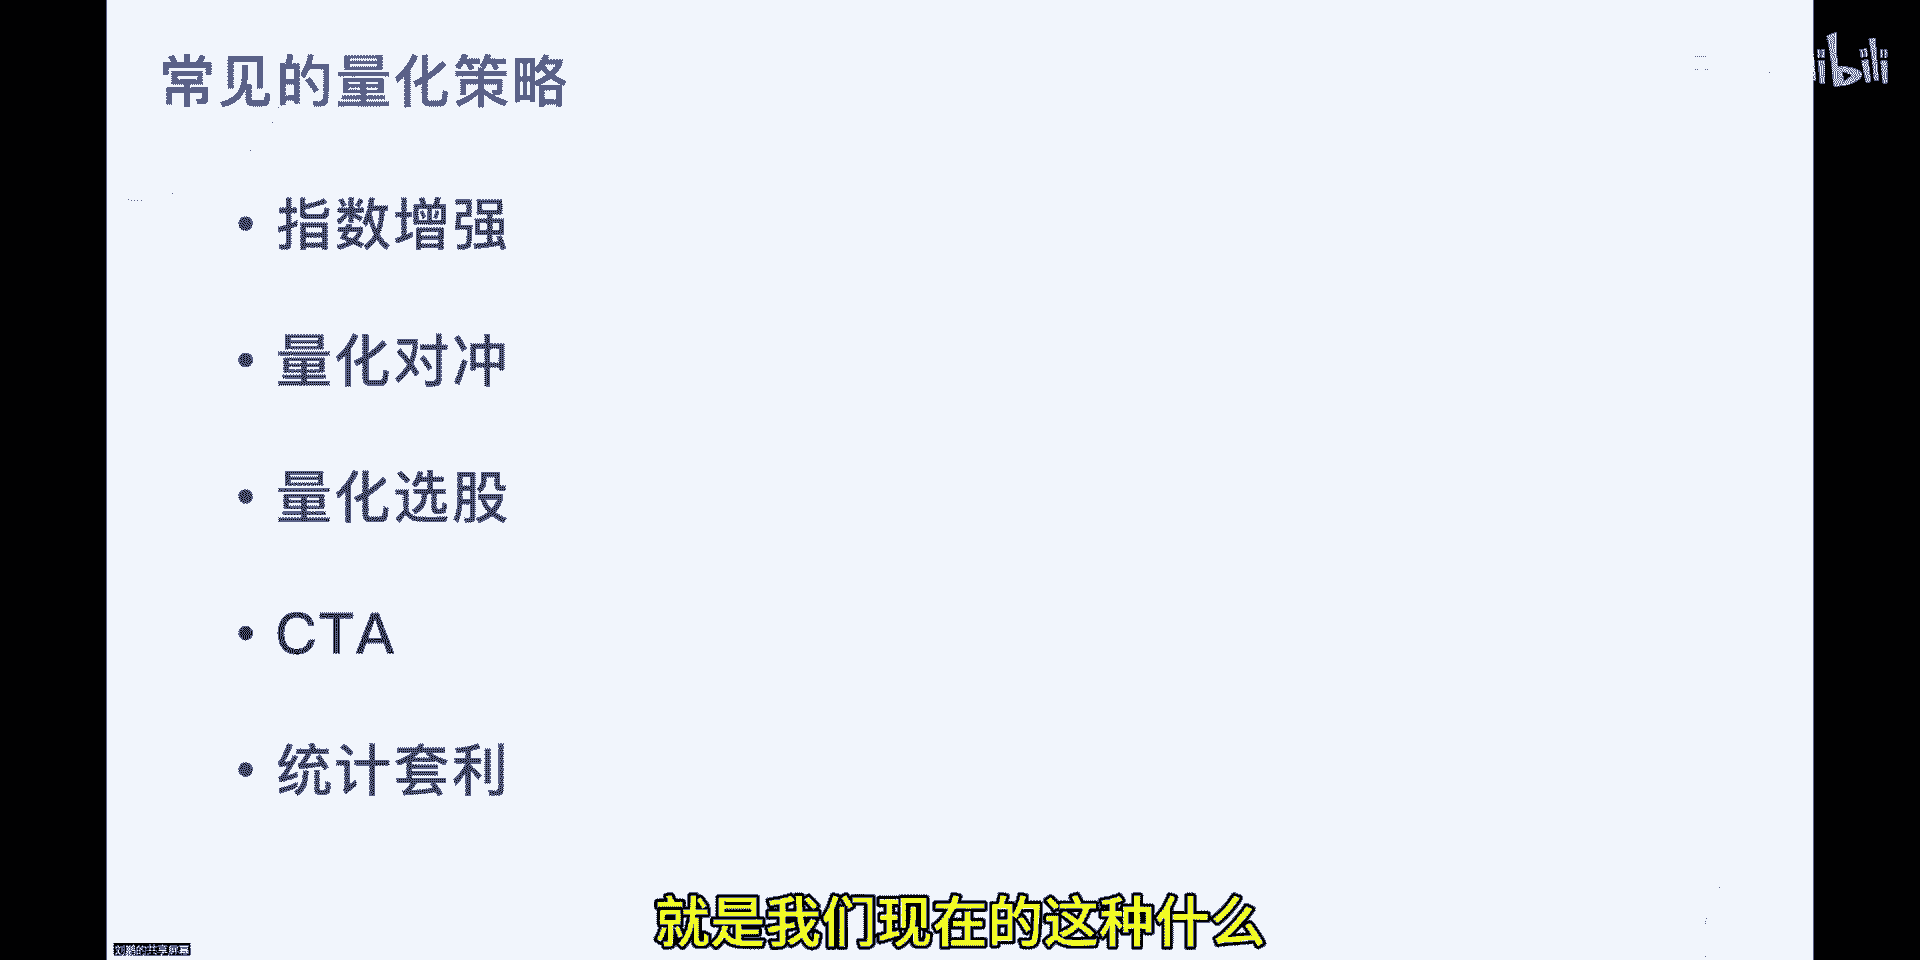 常见的量化策略
ibili
• 指数增强
• 量化对冲
• 量化选股
• CTA
• 统计套利
就是我们现在的这种什么
刘鹏的共享屏幕